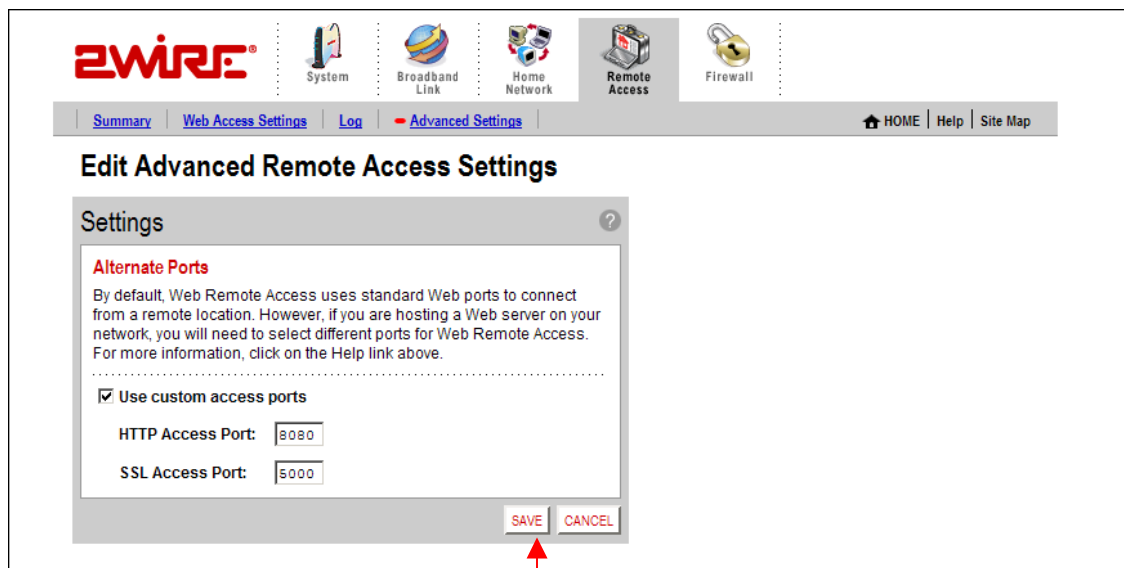 2WIRE®
System
Broadband
Link
Home
Network
Remote
Access
Firewall
Summary
Web Access Settings
Log
Advanced Settings
HOME
Help
Site Map
Edit Advanced Remote Access Settings
Settings
?
Alternate Ports
By default, Web Remote Access uses standard Web ports to connect
from a remote location. However, if you are hosting a Web server on your
network, you will need to select different ports for Web Remote Access.
For more information, click on the Help link above.
Use custom access ports
HTTP Access Port: 8080
SSL Access Port: 5000
SAVE
CANCEL